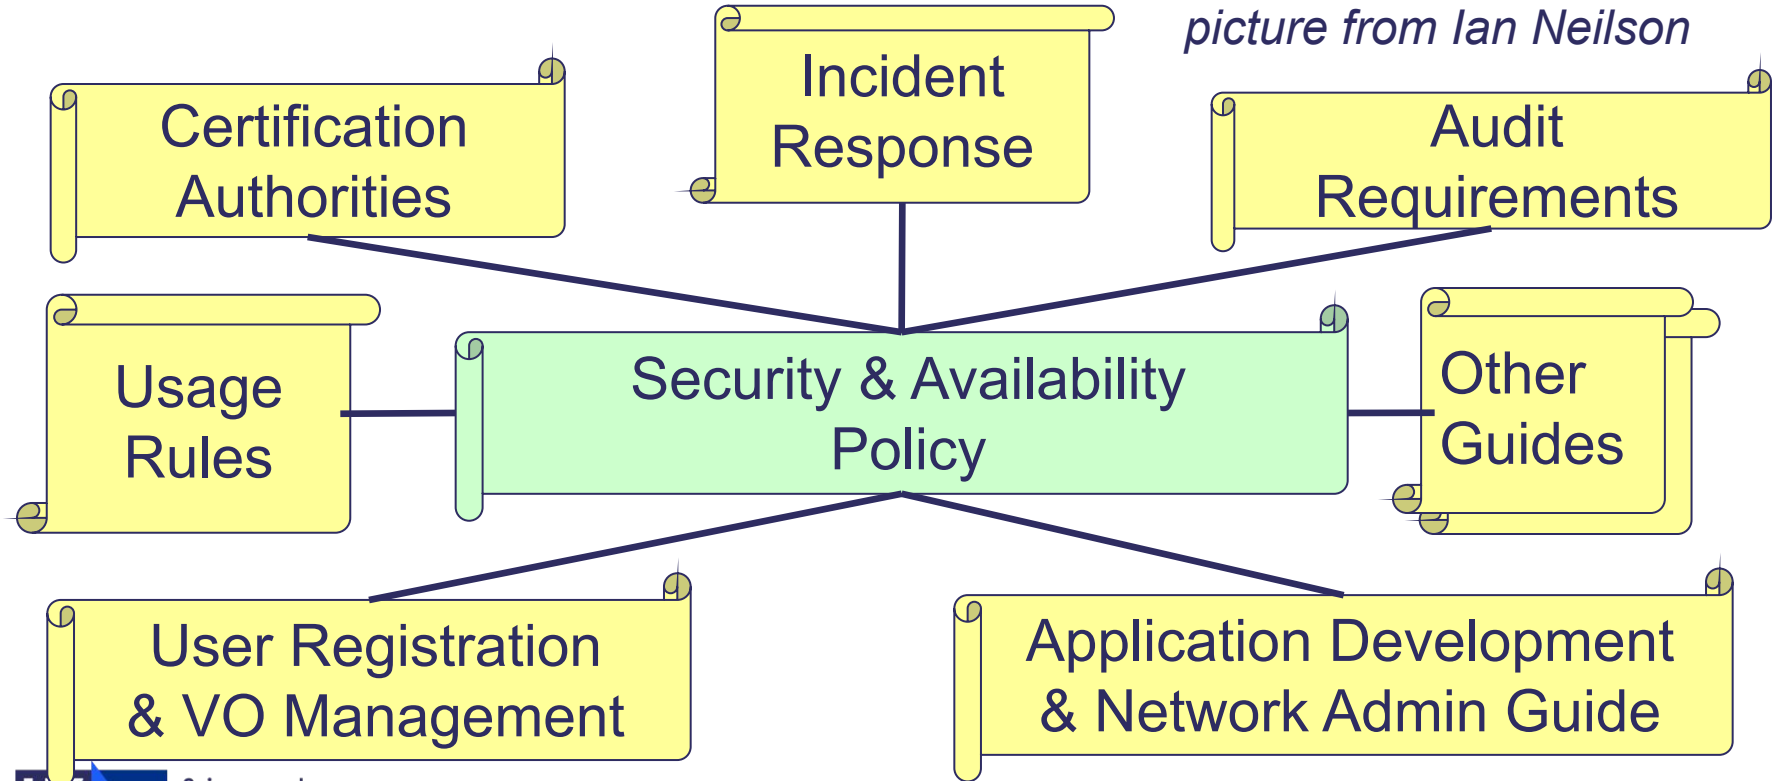 picture from Ian Neilson
Incident
Response
Certification
Authorities
Audit
Requirements
Usage
Rules
Security & Availability
Policy
Other
Guides
User Registration
& VO Management
Application Development
& Network Admin Guide